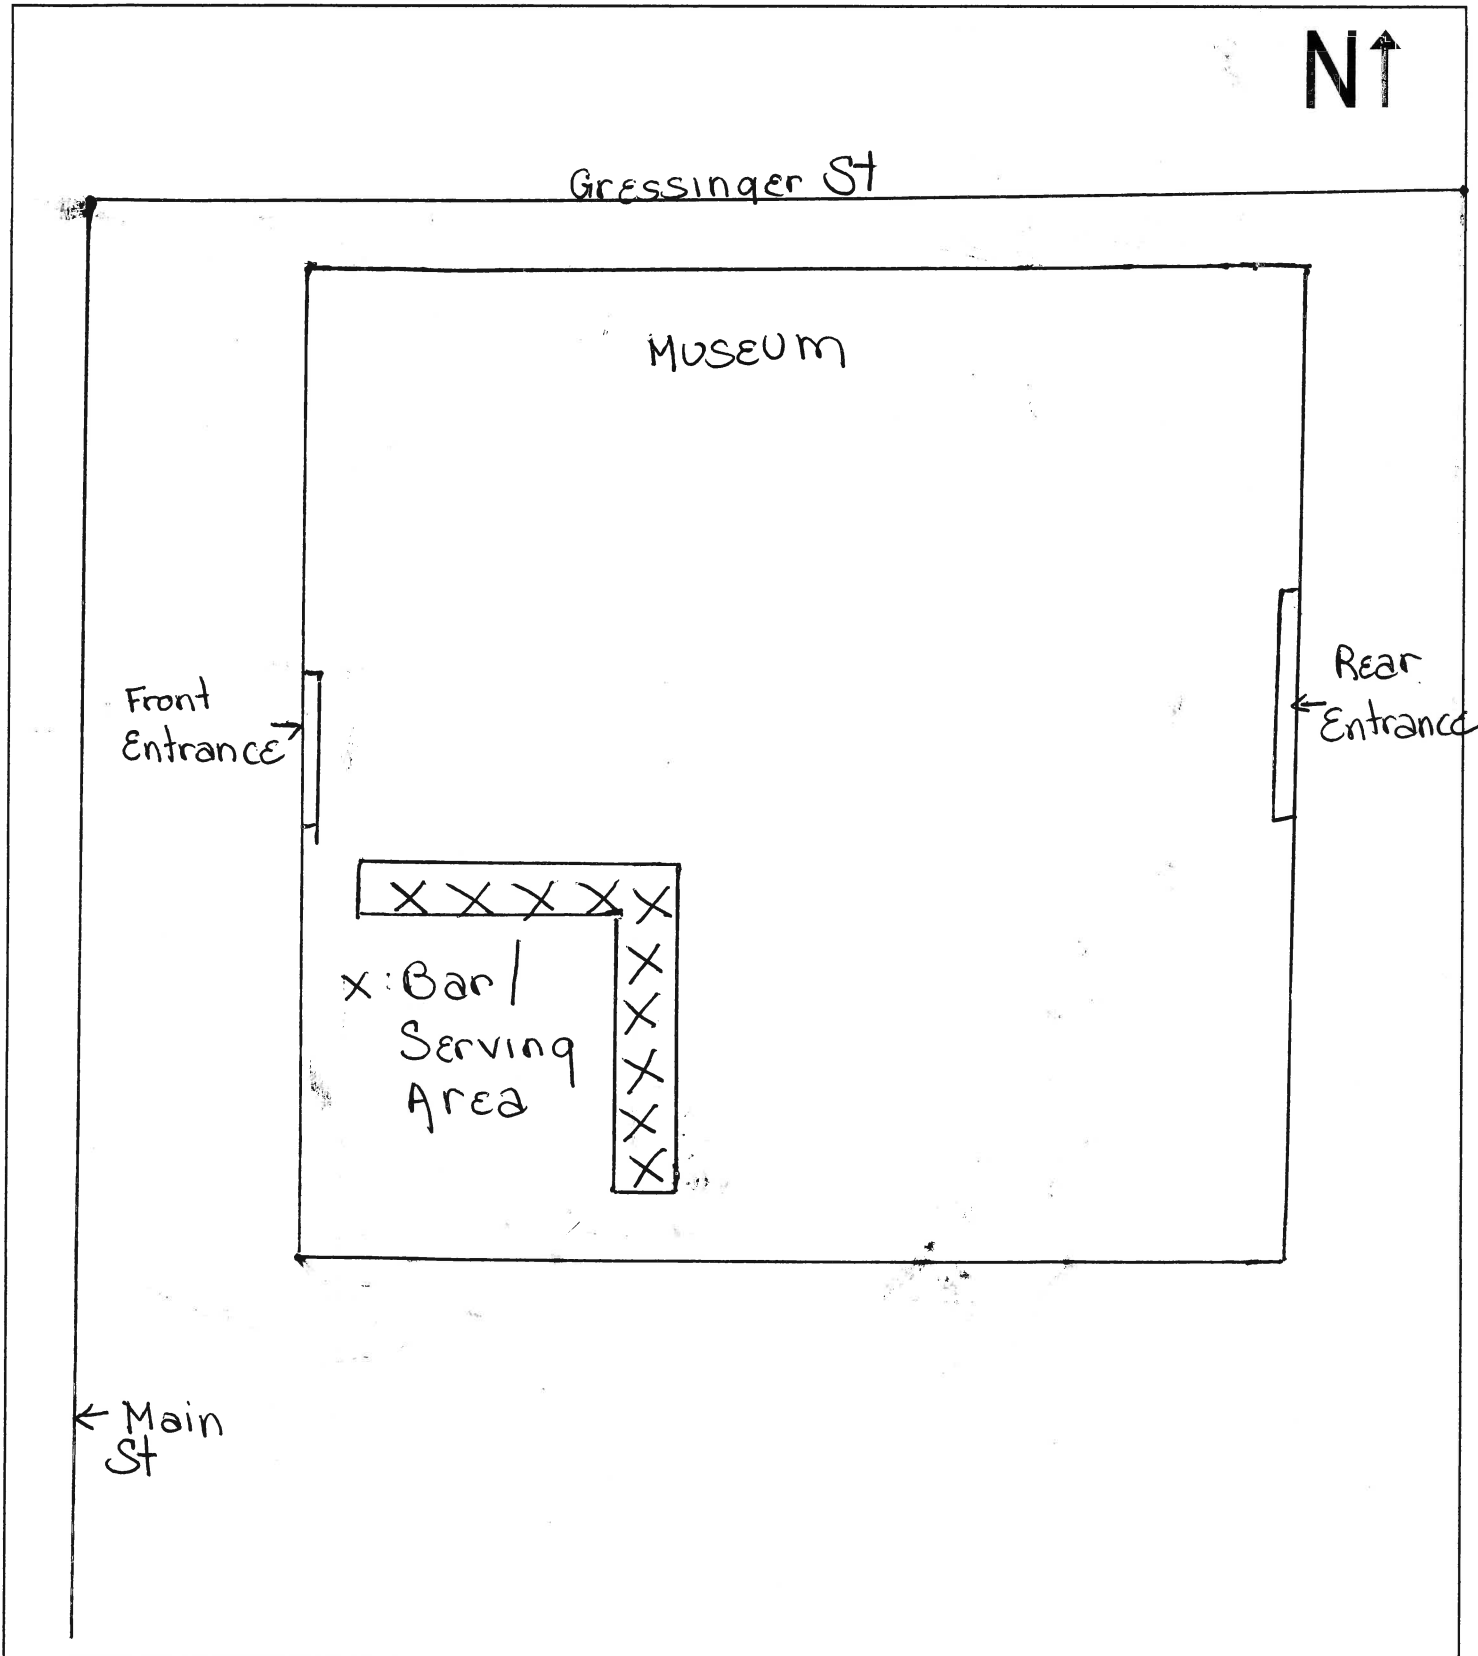 N↑
Gressinger St
MUSEUM
Front
Entrance →
Rear
← Entrance
X X X X X
X
X
X
X
X
x: Bar /
Serving
Area
← Main
St